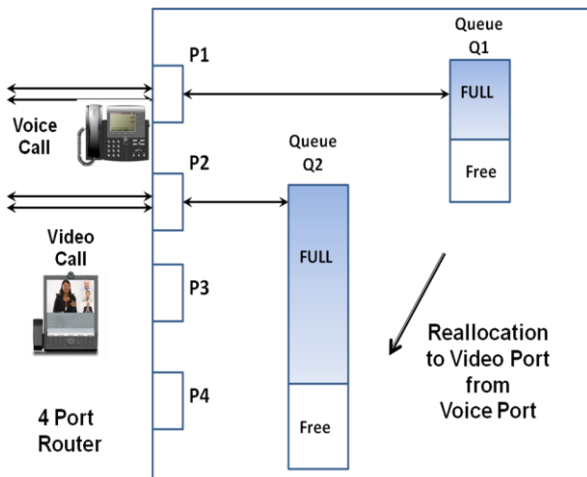 P1
Queue
Q1
FULL
Free
Voice
Call
P2
Queue
Q2
FULL
Free
Video
Call
P3
P4
4 Port
Router
Reallocation
to Video Port
from
Voice Port